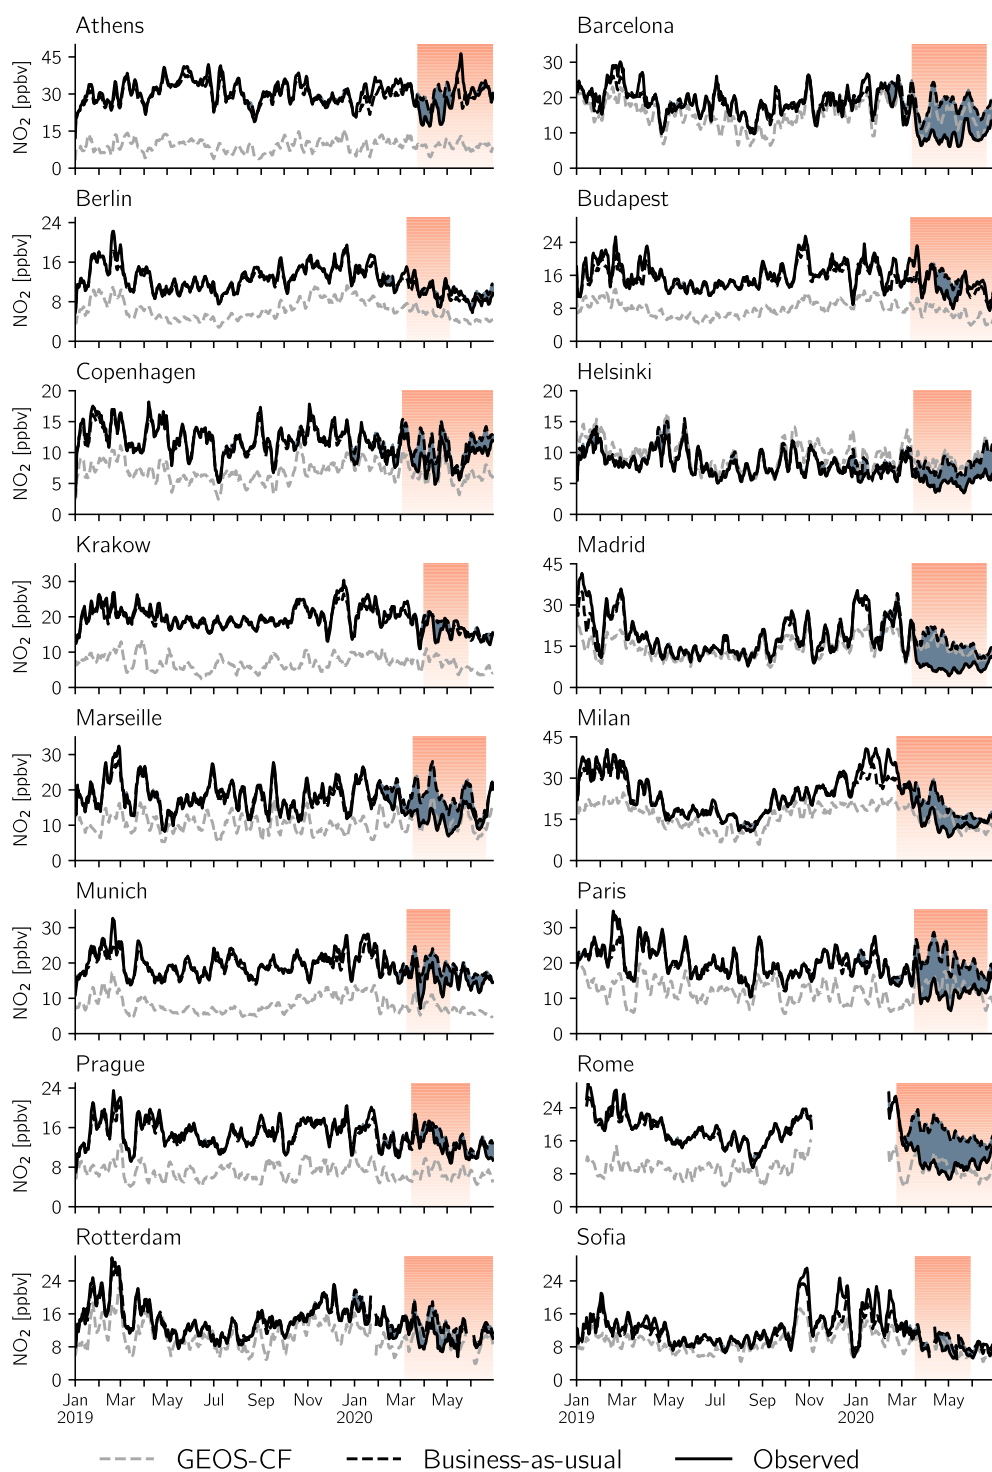 Athens
Barcelona
NO2 [ppbv]
45
30
15
0
30
20
10
0
Berlin
Budapest
NO2 [ppbv]
24
16
8
0
24
16
8
0
Copenhagen
Helsinki
NO2 [ppbv]
20
15
10
5
0
20
15
10
5
0
Krakow
Madrid
NO2 [ppbv]
30
20
10
0
45
30
15
0
Marseille
Milan
NO2 [ppbv]
30
20
10
0
45
30
15
0
Munich
Paris
NO2 [ppbv]
30
20
10
0
30
20
10
0
Prague
Rome
NO2 [ppbv]
24
16
8
0
24
16
8
0
Rotterdam
Sofia
NO2 [ppbv]
24
16
8
0
24
16
8
0
Jan Mar May Jul Sep Nov Jan Mar May
2019 2020
Jan Mar May Jul Sep Nov Jan Mar May
2019 2020
GEOS-CF Business-as-usual Observed